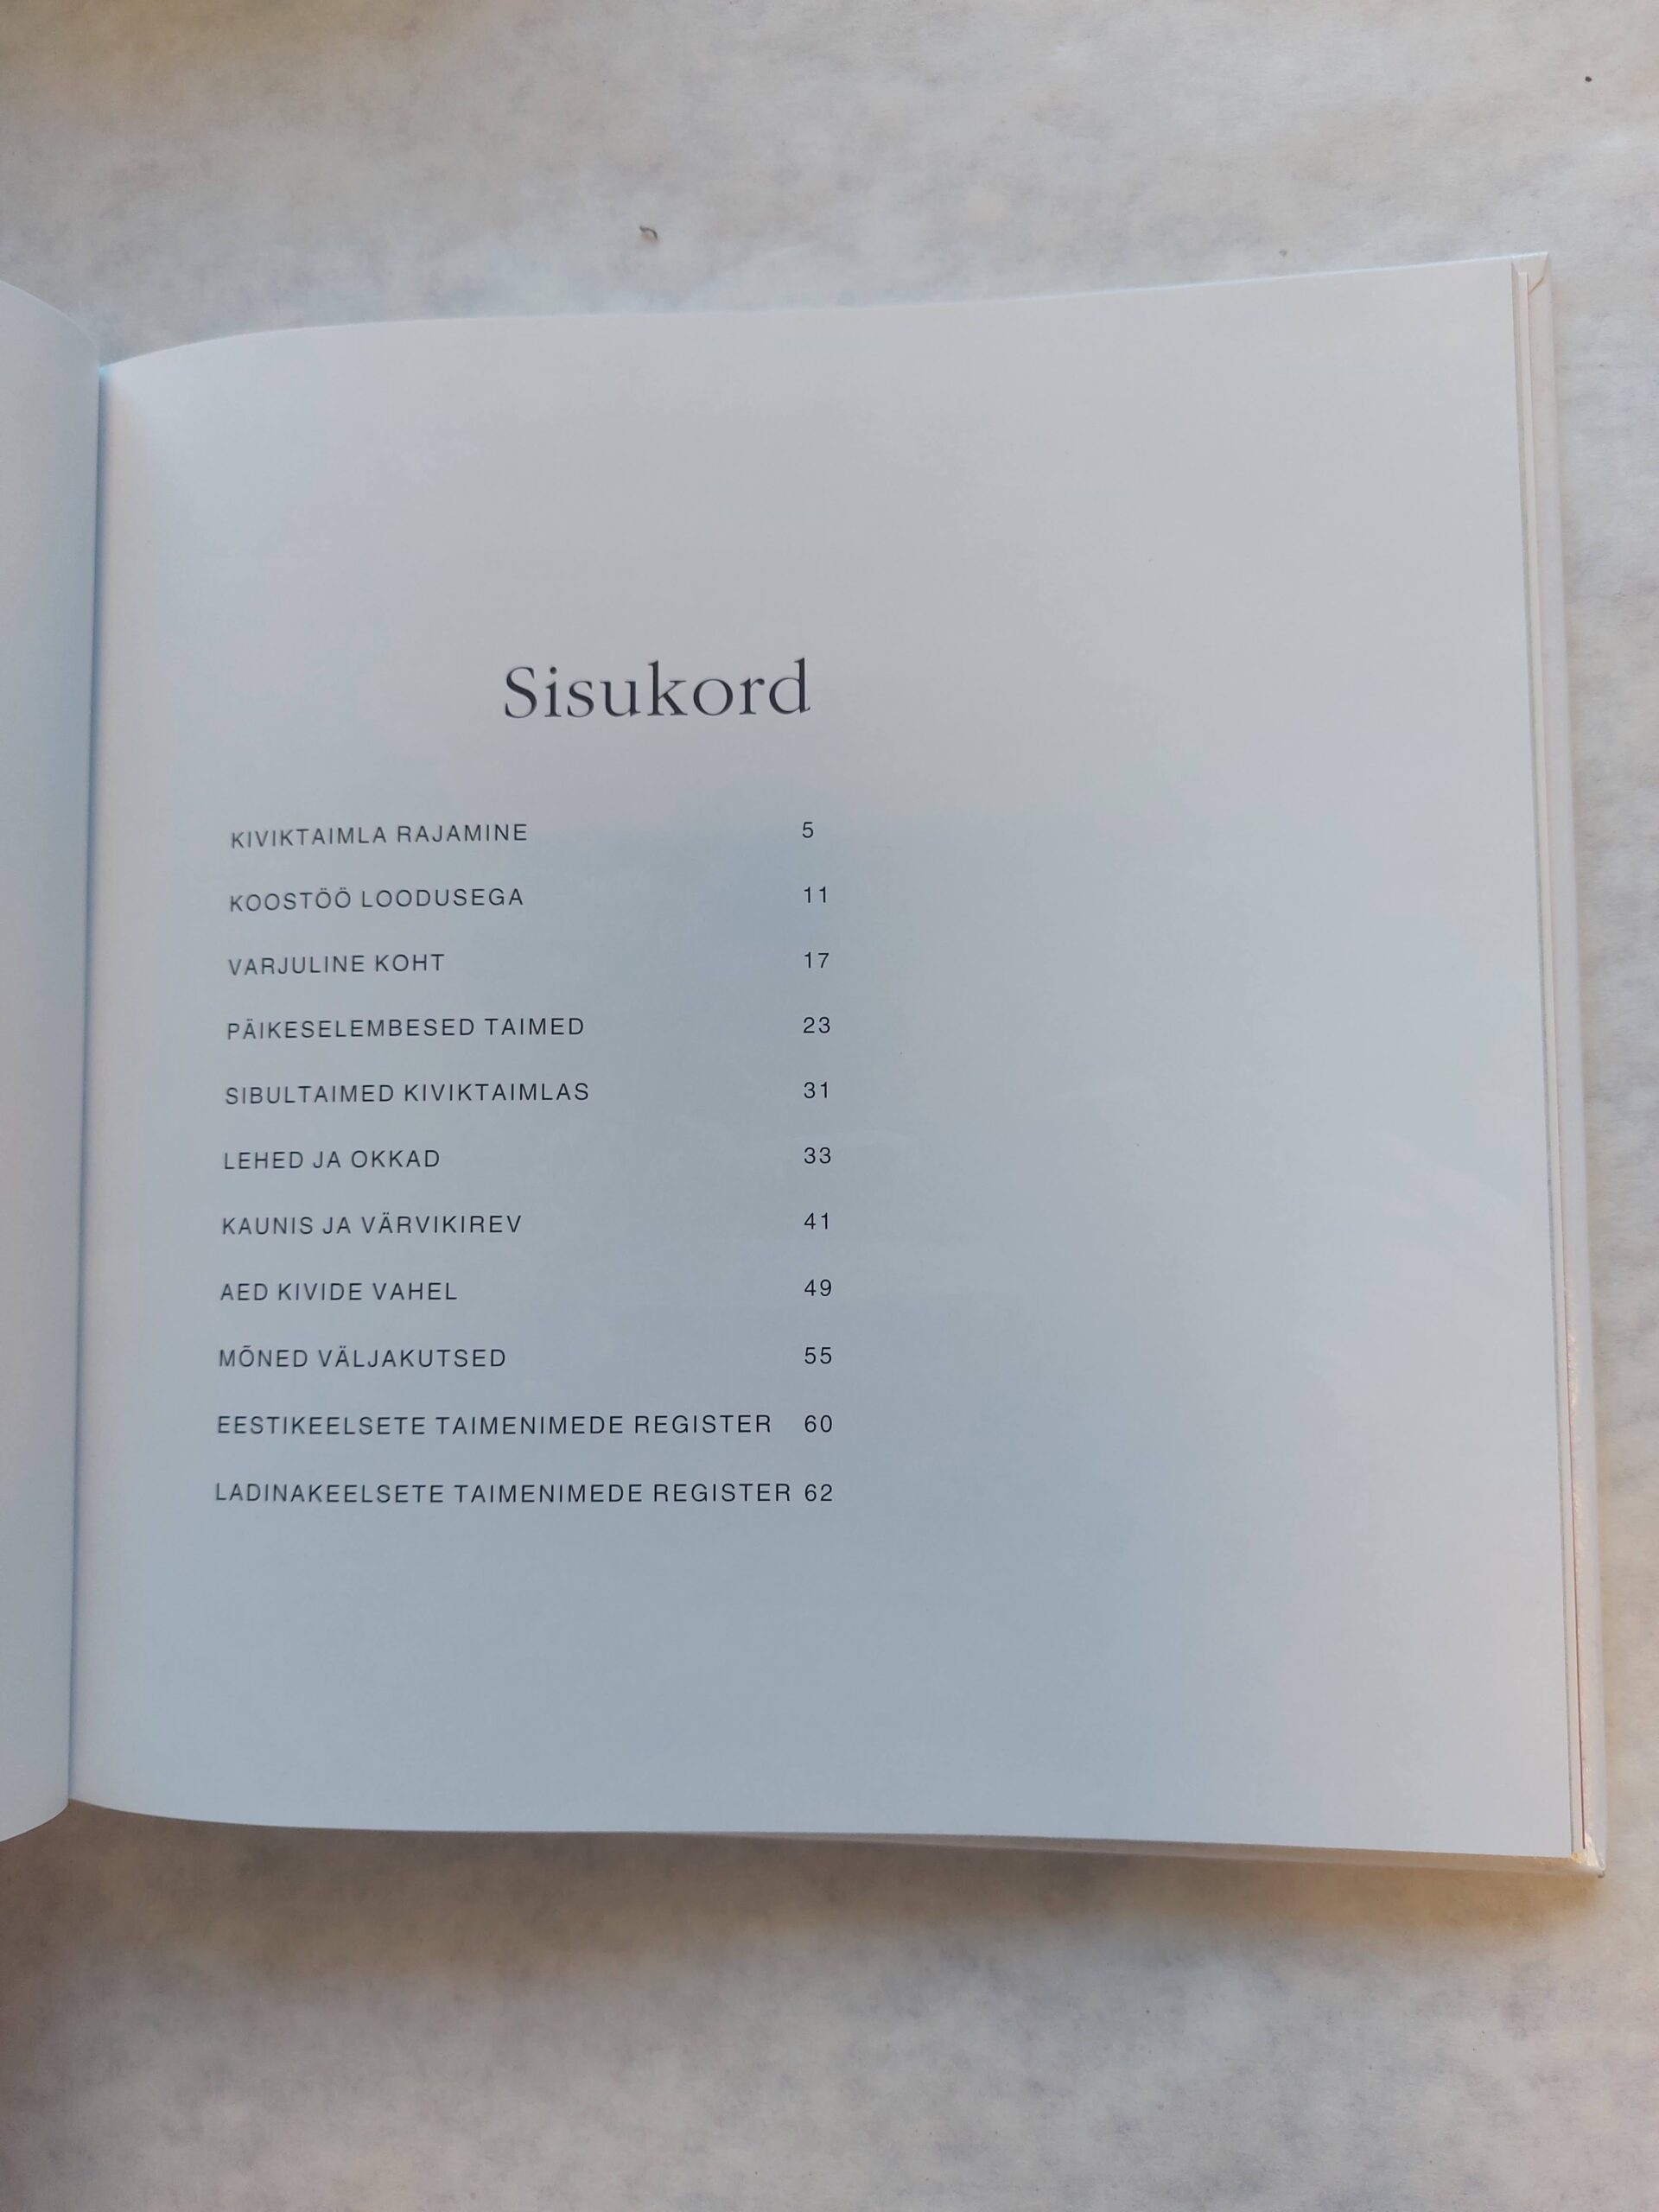 Sisukord
KIVIKTAIMLA RAJAMINE 5
KOOSTÖÖ LOODUSEGA 11
VARJULINE KOHT 17
PÄIKESELEMBESED TAIMED 23
SIBULTAIMED KIVIKTAIMLAS 31
LEHED JA OKKAD 33
KAUNIS JA VÄRVIKIREV 41
AED KIVIDE VAHEL 49
MÕNED VÄLJAKUTSED 55
EESTIKEELSETE TAIMENIMEDE REGISTER 60
LADINAKEELSETE TAIMENIMEDE REGISTER 62